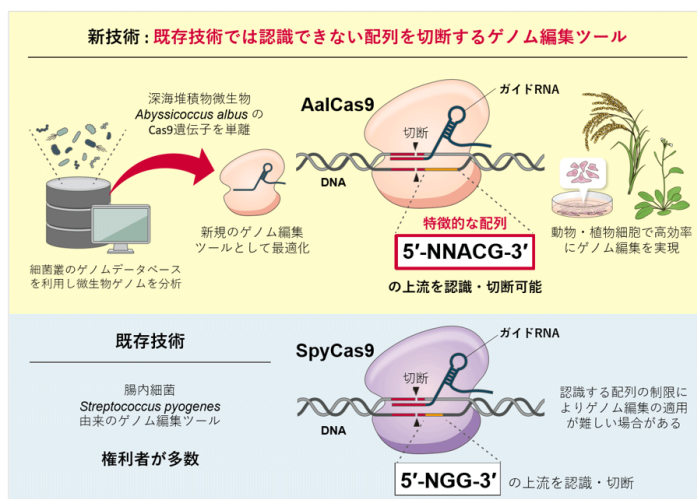 新技術 : 既存技術では認識できない配列を切断するゲノム編集ツール
深海堆積物微生物
Abyssicoccus albus の
Cas9遺伝子を単離
新規のゲノム編集
ツールとして最適化
細菌叢のゲノムデータベース
を利用し微生物ゲノムを分析
AalCas9
ガイドRNA
切断
DNA
特徴的な配列
5′-NNACG-3′
の上流を認識・切断可能
動物・植物細胞で高効率
にゲノム編集を実現
既存技術
腸内細菌
Streptococcus pyogenes
由来のゲノム編集ツール
権利者が多数
SpyCas9
ガイドRNA
切断
DNA
5′-NGG-3′ の上流を認識・切断
認識する配列の制限に
よりゲノム編集の適用
が難しい場合がある